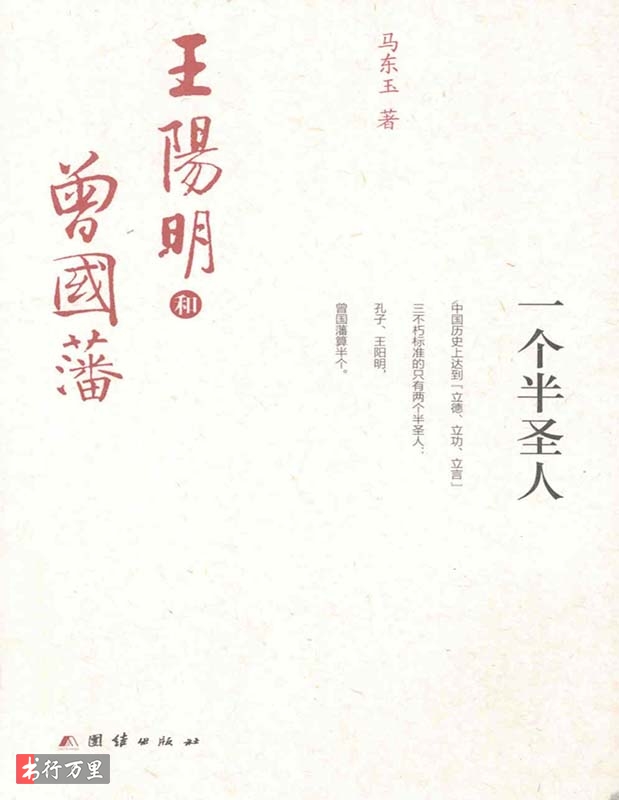 一个半圣人
中国历史上达到「立德、立功、立言」
三不朽标准的只有两个半圣人：
孔子、王阳明，
曾国藩算半个。
马东玉 著
王陽明
和
曾國藩
团结出版社
书行万里